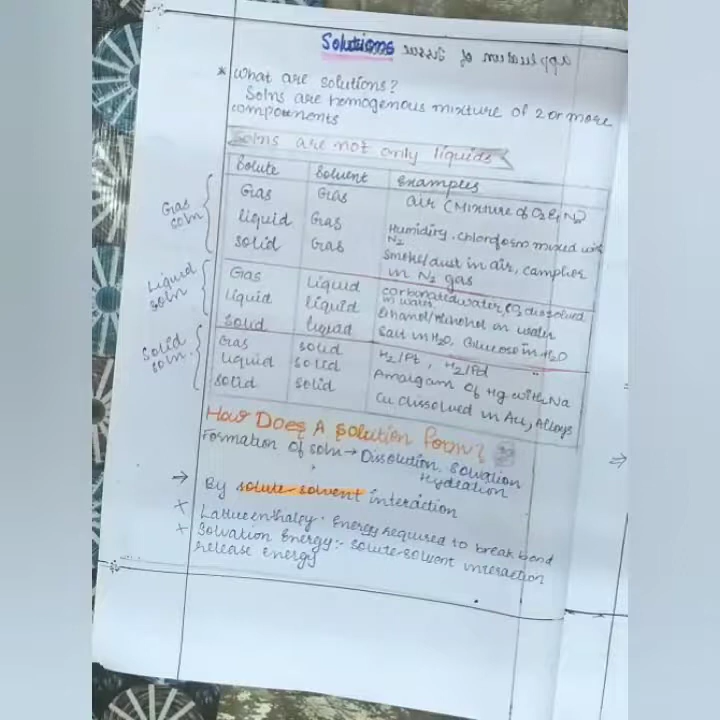 Solutions
* What are solutions?
Solns are homogenous mixture of 2 or more
components
Solns are not only liquids
Solute Solvent Examples
Gas soln.
Gas Gas air (Mixture of O2 & N2)
liquid Gas Humidity. chloroform mixed with N2
solid Gas Smoke/dust in air, campher in N2 gas
Liquid soln
Gas Liquid carbonated water, CO2 dissolved in water
liquid liquid Ethanol/Methanol in water
solid liquid Salt in H2O, Glucose in H2O
Solid soln.
Gas solid H2/Pt, H2/Pd
liquid solid Amalgam of Hg with Na
solid solid Cu dissolved in Au, Alloys
How Does A Solution form?
Formation of soln → Dissolution, Solvation
Hydration
→ By solute-solvent interaction
+ Lattice enthalpy: Energy required to break bond
+ Solvation Energy:- solute-solvent interaction
release energy